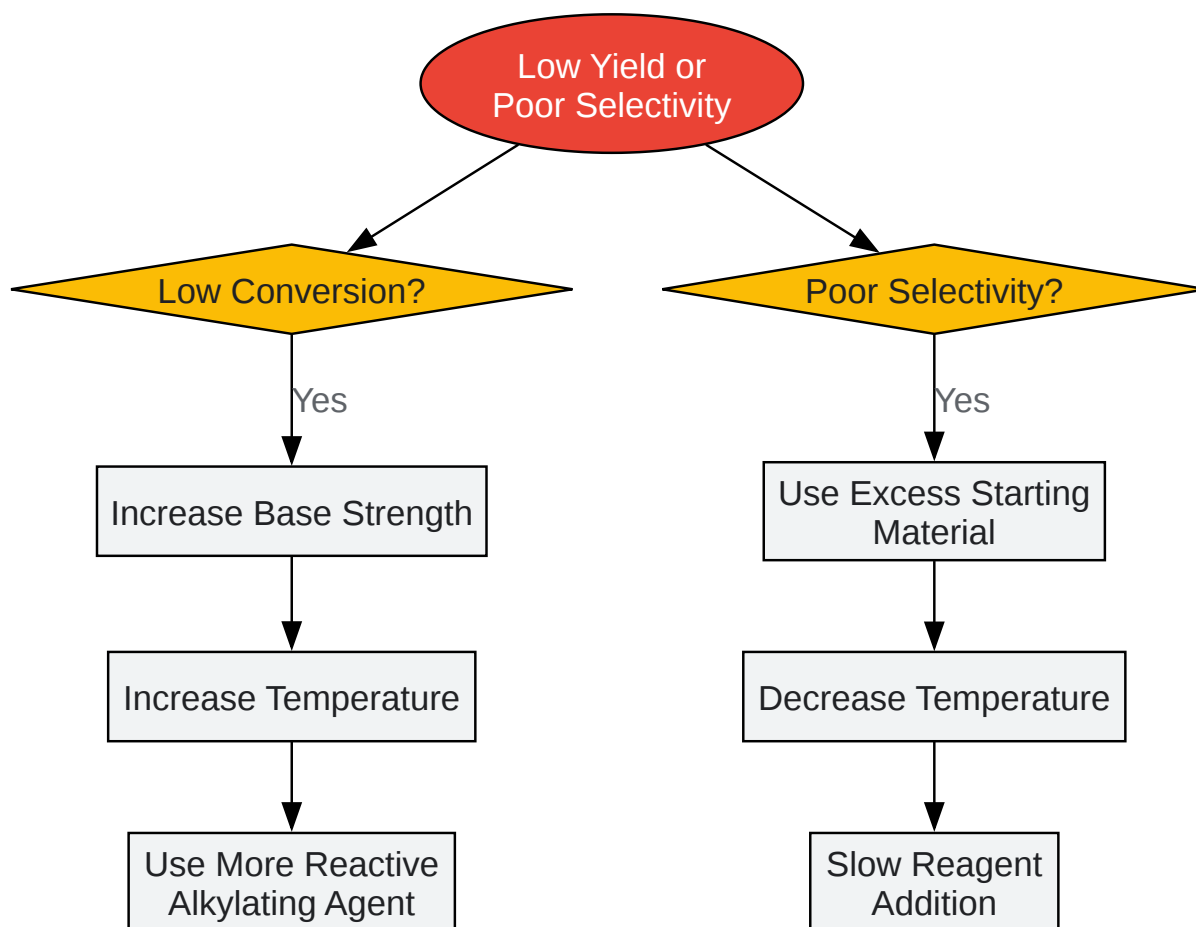 Low Yield or
Poor Selectivity
Low Conversion?
Poor Selectivity?
Yes
Yes
Increase Base Strength
Use Excess Starting
Material
Increase Temperature
Decrease Temperature
Use More Reactive
Alkylating Agent
Slow Reagent
Addition